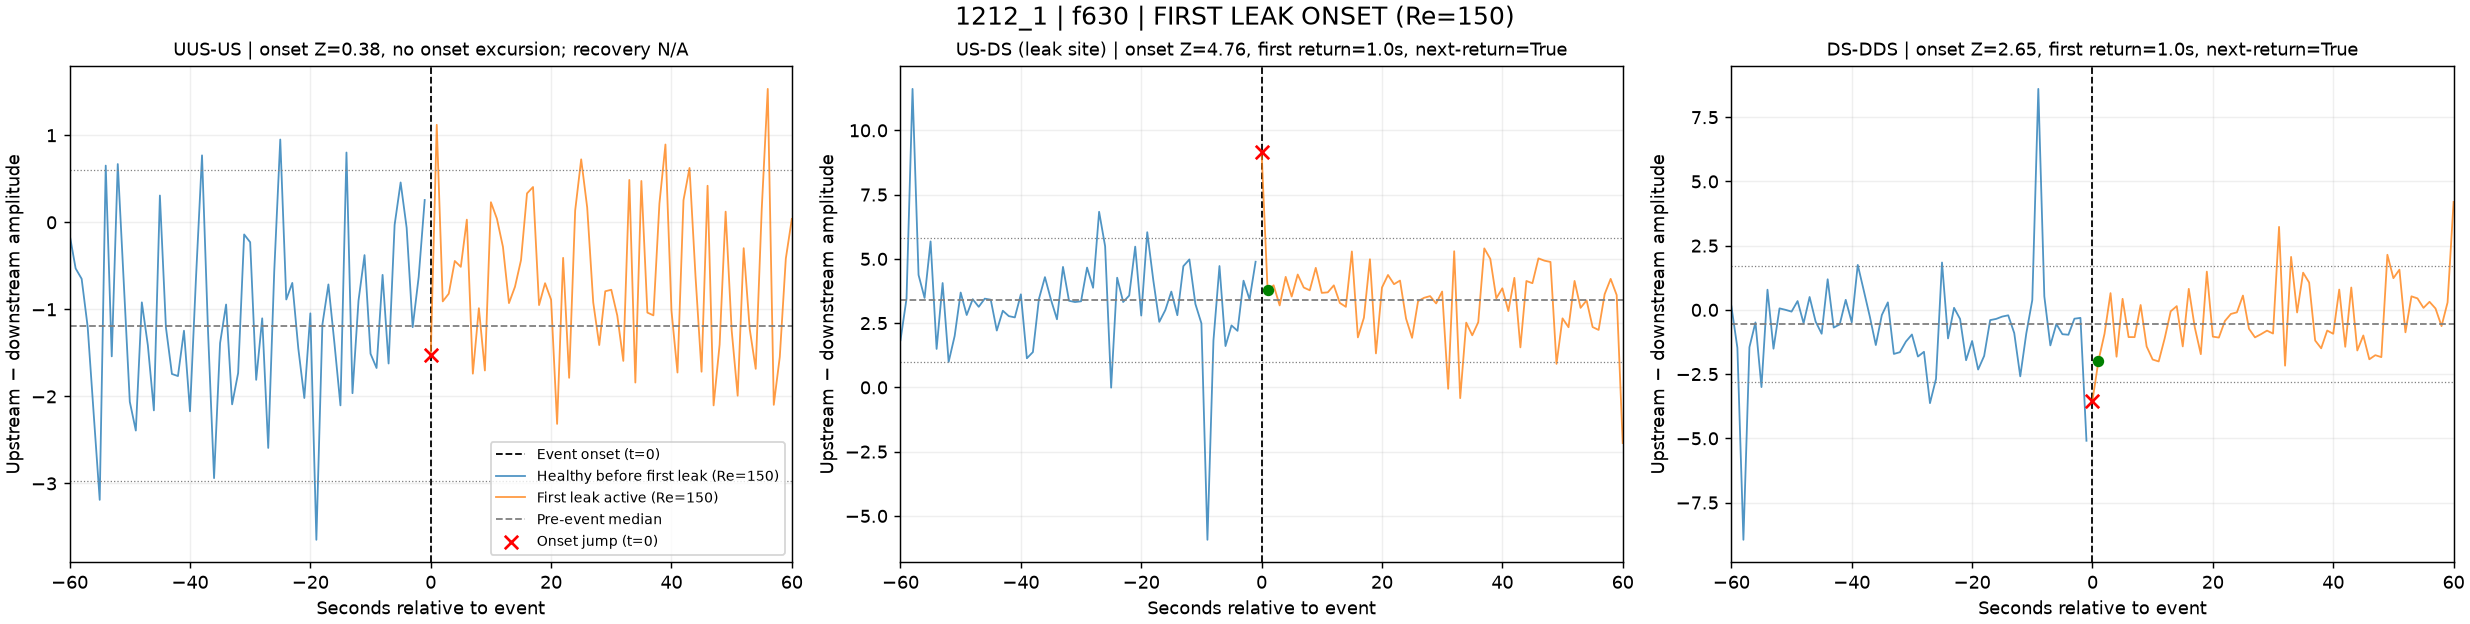 1212_1 | f630 | FIRST LEAK ONSET (Re=150)
UUS-US | onset Z=0.38, no onset excursion; recovery N/A
1
0
−1
−2
−3
Upstream − downstream amplitude
Event onset (t=0)
Healthy before first leak (Re=150)
First leak active (Re=150)
Pre-event median
Onset jump (t=0)
−60
−40
−20
0
20
40
60
Seconds relative to event
US-DS (leak site) | onset Z=4.76, first return=1.0s, next-return=True
10.0
7.5
5.0
2.5
0.0
−2.5
−5.0
Upstream − downstream amplitude
−60
−40
−20
0
20
40
60
Seconds relative to event
DS-DDS | onset Z=2.65, first return=1.0s, next-return=True
7.5
5.0
2.5
0.0
−2.5
−5.0
−7.5
Upstream − downstream amplitude
−60
−40
−20
0
20
40
60
Seconds relative to event